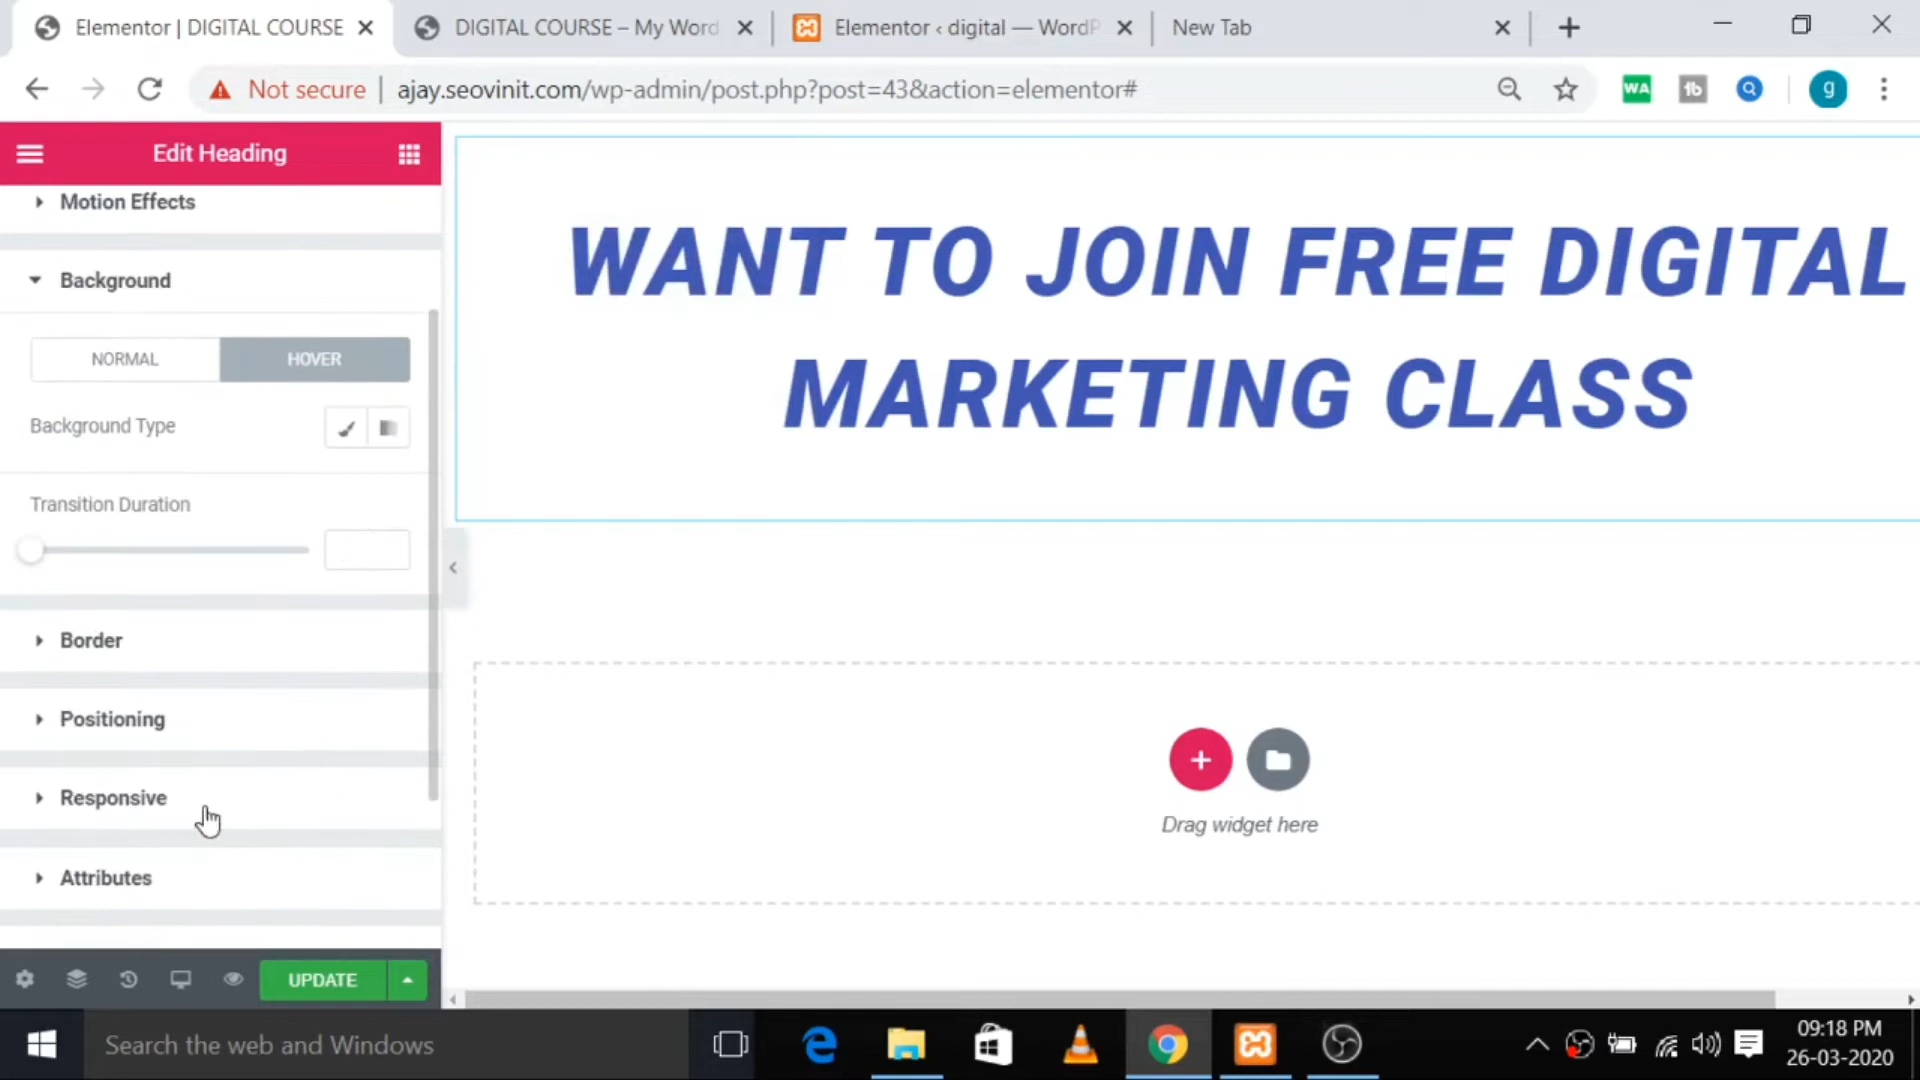 Elementor | DIGITAL COURSE
DIGITAL COURSE – My Word
Elementor ‹ digital — WordP
New Tab
Not secure | ajay.seovinit.com/wp-admin/post.php?post=43&action=elementor#
WA
g
Edit Heading
Motion Effects
Background
NORMAL HOVER
Background Type
Transition Duration
Border
Positioning
Responsive
Attributes
UPDATE
WANT TO JOIN FREE DIGITAL
MARKETING CLASS
Drag widget here
Search the web and Windows
09:18 PM
26-03-2020